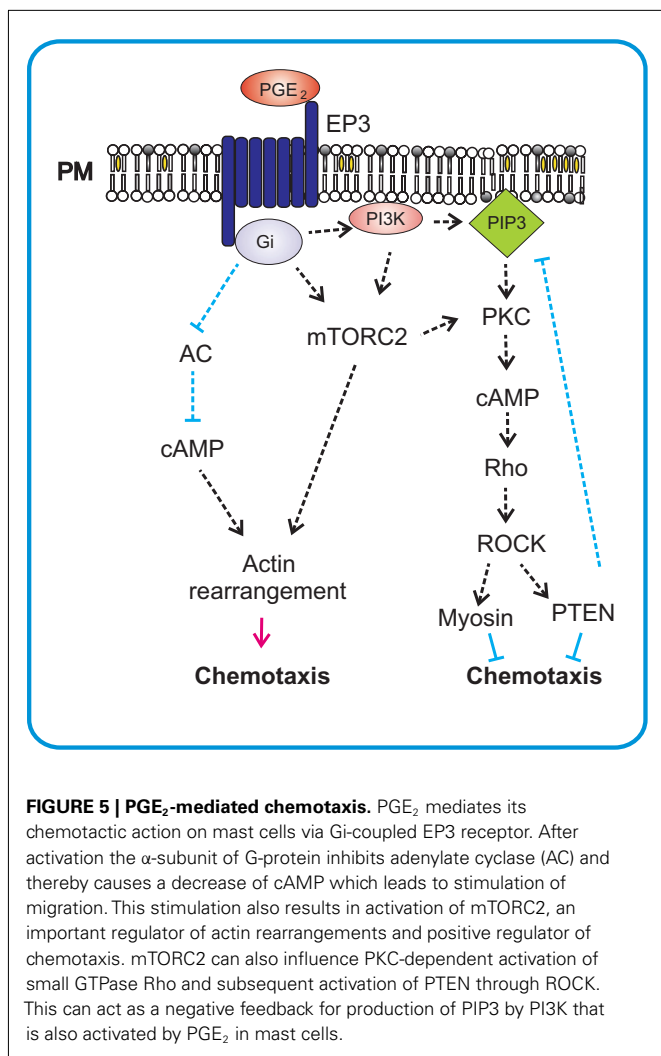 PGE₂
EP3
PM
Gi
PI3K
PIP3
AC
mTORC2
PKC
cAMP
cAMP
Rho
Actin
rearrangement
ROCK
Myosin
PTEN
Chemotaxis
Chemotaxis
FIGURE 5 | PGE₂-mediated chemotaxis. PGE₂ mediates its
chemotactic action on mast cells via Gi-coupled EP3 receptor. After
activation the α-subunit of G-protein inhibits adenylate cyclase (AC) and
thereby causes a decrease of cAMP which leads to stimulation of
migration. This stimulation also results in activation of mTORC2, an
important regulator of actin rearrangements and positive regulator of
chemotaxis. mTORC2 can also influence PKC-dependent activation of
small GTPase Rho and subsequent activation of PTEN through ROCK.
This can act as a negative feedback for production of PIP3 by PI3K that
is also activated by PGE₂ in mast cells.